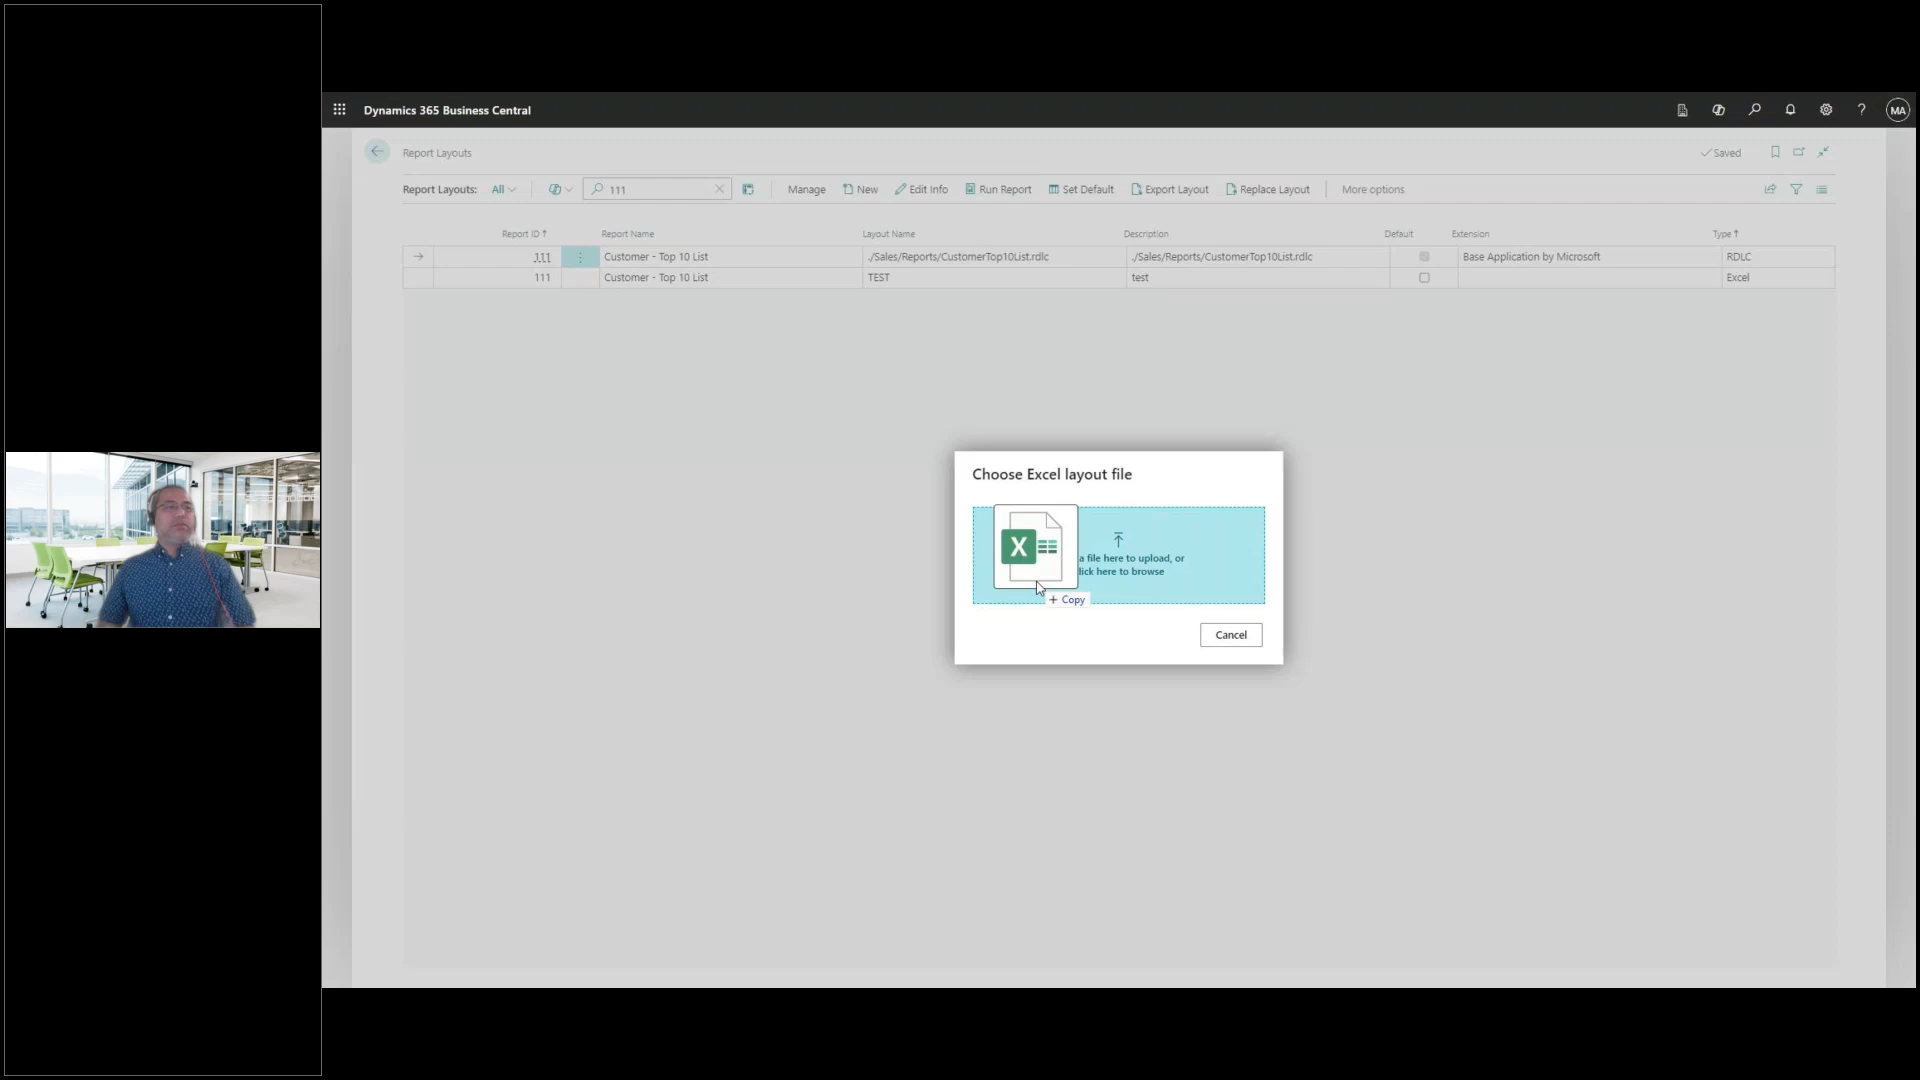 Dynamics 365 Business Central
MA
Report Layouts
Saved
Report Layouts: All 111 Manage New Edit Info Run Report Set Default Export Layout Replace Layout More options
Report ID ↑ Report Name Layout Name Description Default Extension Type ↑
111 Customer - Top 10 List ./Sales/Reports/CustomerTop10List.rdlc ./Sales/Reports/CustomerTop10List.rdlc Base Application by Microsoft RDLC
111 Customer - Top 10 List TEST test Excel
Choose Excel layout file
X
a file here to upload, or
lick here to browse
+ Copy
Cancel